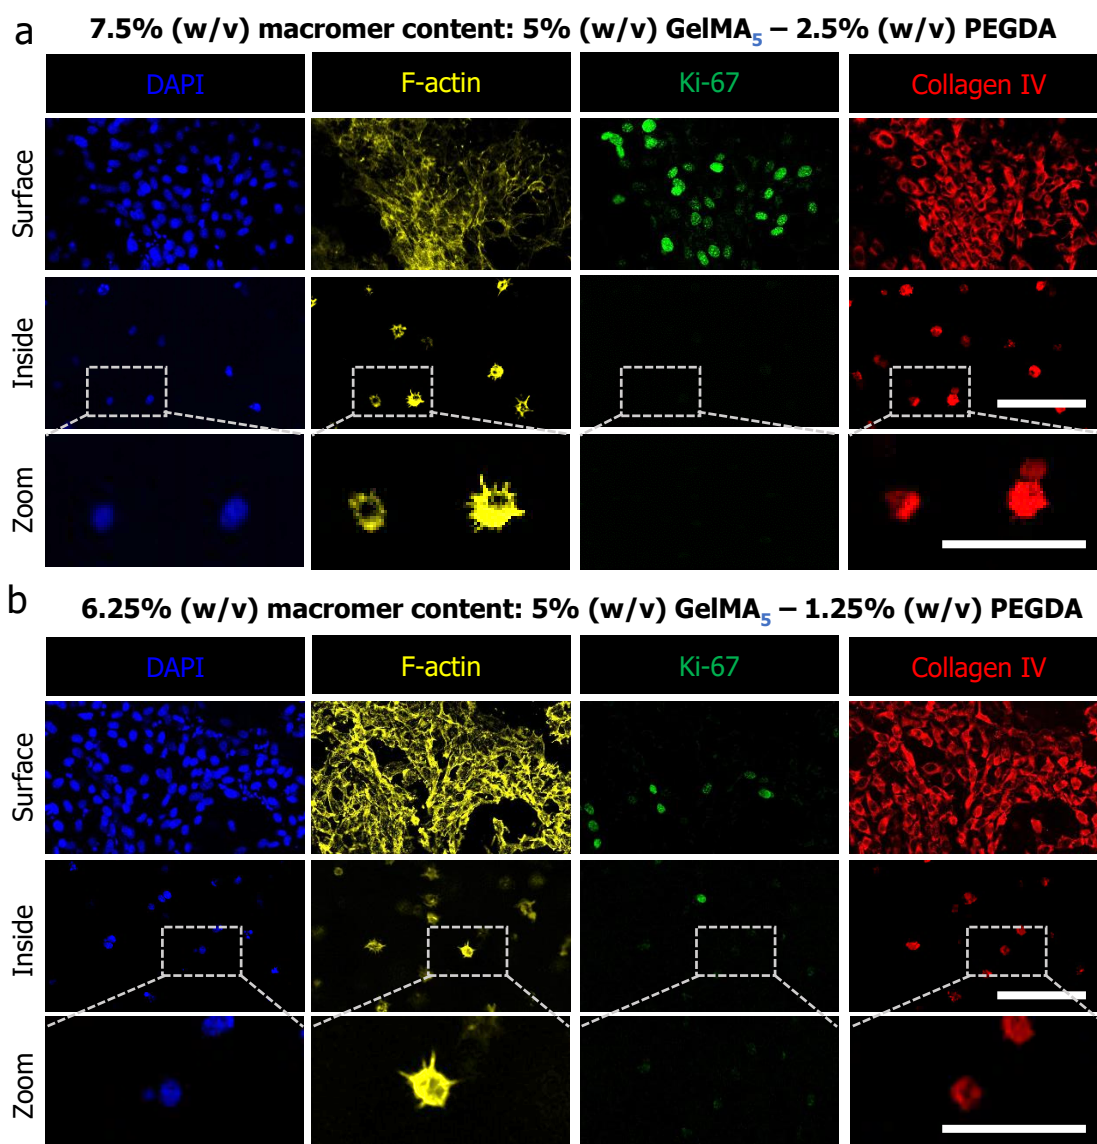 a
7.5% (w/v) macromer content: 5% (w/v) GelMA₅ – 2.5% (w/v) PEGDA
DAPI F-actin Ki-67 Collagen IV
Surface
Inside
Zoom
b
6.25% (w/v) macromer content: 5% (w/v) GelMA₅ – 1.25% (w/v) PEGDA
DAPI F-actin Ki-67 Collagen IV
Surface
Inside
Zoom